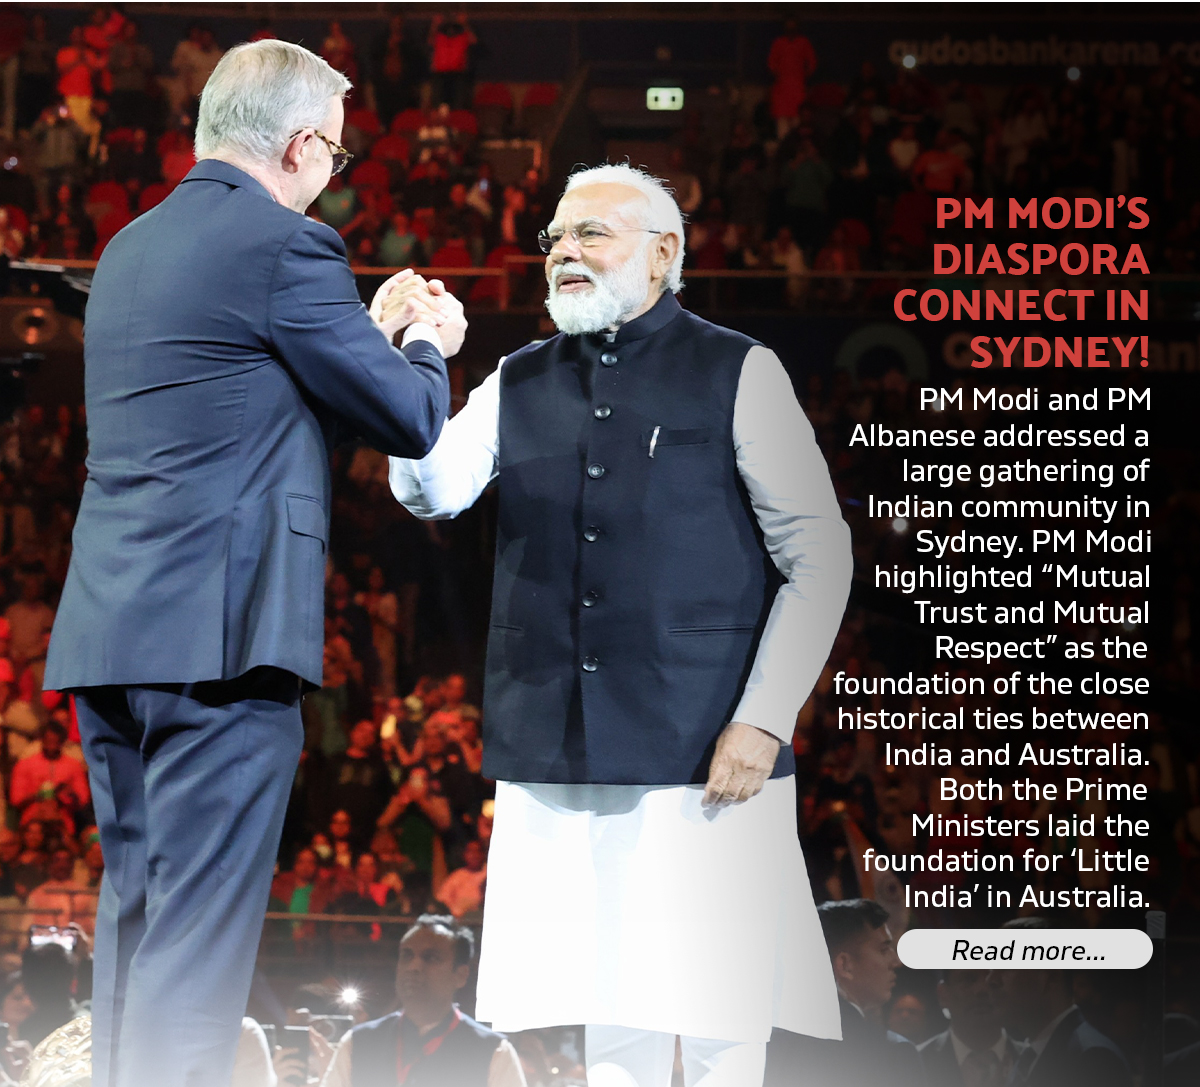 qudosbankarena.co
PM MODI’S
DIASPORA
CONNECT IN
SYDNEY!
PM Modi and PM
Albanese addressed a
large gathering of
Indian community in
Sydney. PM Modi
highlighted “Mutual
Trust and Mutual
Respect” as the
foundation of the close
historical ties between
India and Australia.
Both the Prime
Ministers laid the
foundation for ‘Little
India’ in Australia.
Read more...